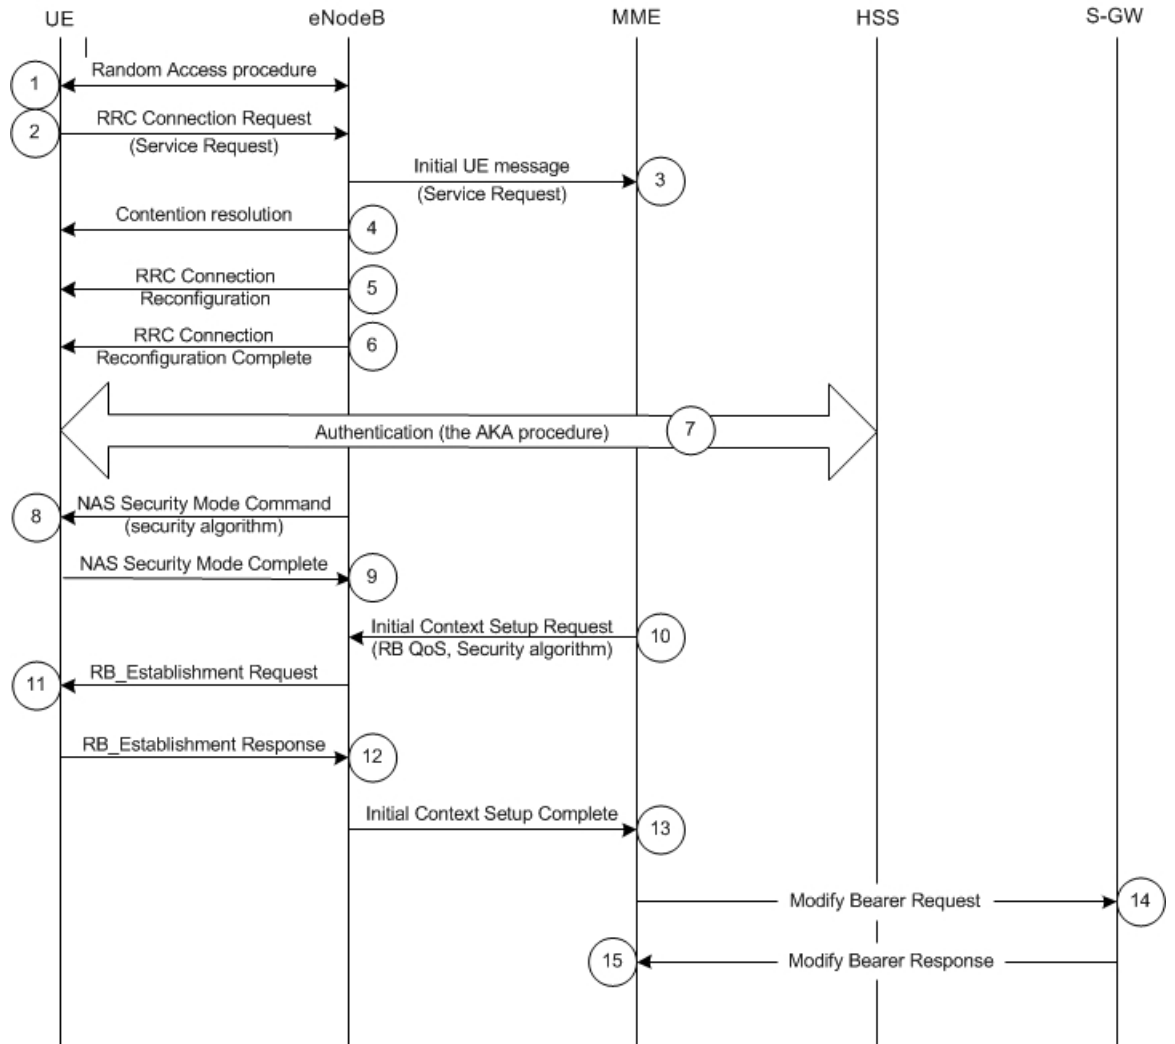 UE eNodeB MME HSS S-GW
1 Random Access procedure
2 RRC Connection Request
(Service Request)
Initial UE message 3
(Service Request)
Contention resolution 4
RRC Connection 5
Reconfiguration
RRC Connection 6
Reconfiguration Complete
Authentication (the AKA procedure) 7
8 NAS Security Mode Command
(security algorithm)
NAS Security Mode Complete 9
Initial Context Setup Request 10
(RB QoS, Security algorithm)
11 RB_Establishment Request
RB_Establishment Response 12
Initial Context Setup Complete 13
Modify Bearer Request 14
15 Modify Bearer Response